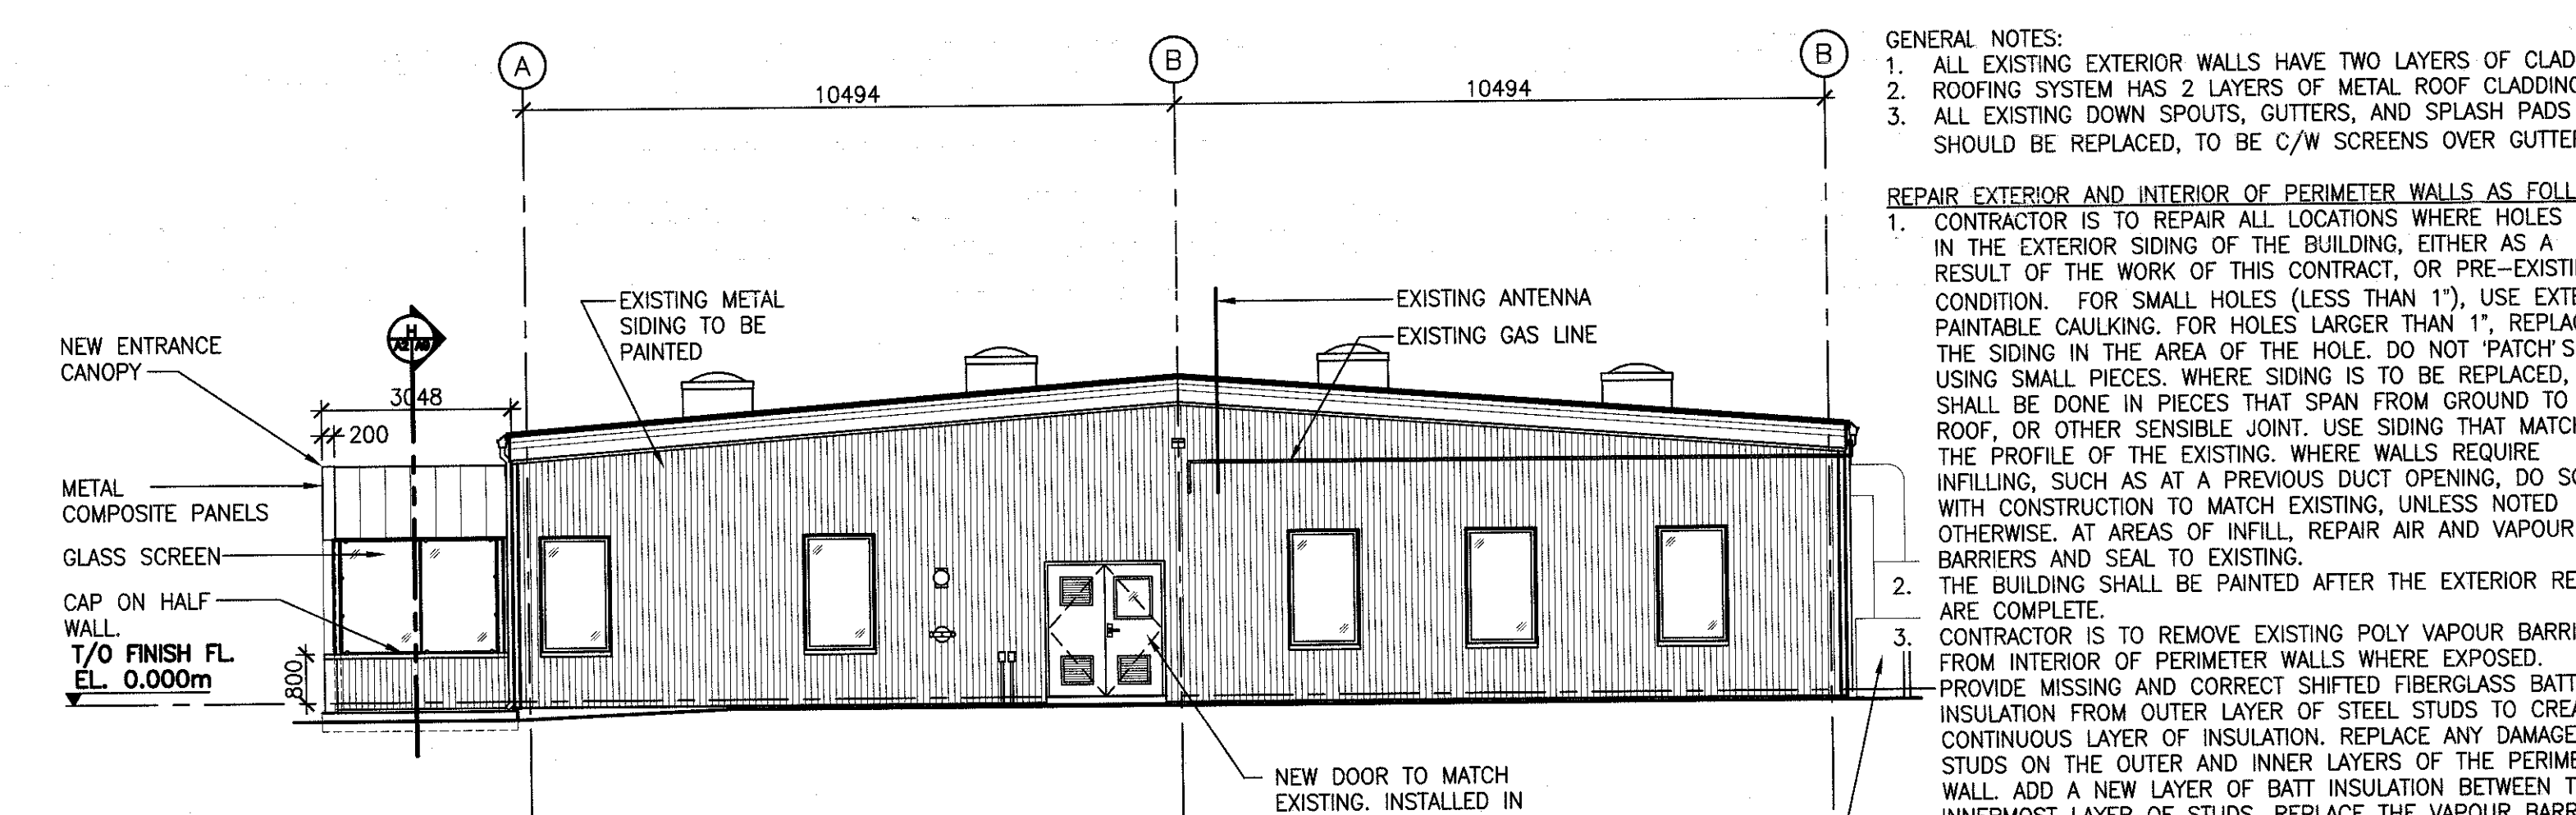 A
B
B
10494
10494
EXISTING METAL
SIDING TO BE
PAINTED
EXISTING ANTENNA
EXISTING GAS LINE
NEW ENTRANCE
CANOPY
H
A2
3048
200
METAL
COMPOSITE PANELS
GLASS SCREEN
CAP ON HALF
WALL.
T/O FINISH FL.
EL. 0.000m
800
NEW DOOR TO MATCH
EXISTING. INSTALLED IN
GENERAL NOTES:
1. ALL EXISTING EXTERIOR WALLS HAVE TWO LAYERS OF CLAD
2. ROOFING SYSTEM HAS 2 LAYERS OF METAL ROOF CLADDING
3. ALL EXISTING DOWN SPOUTS, GUTTERS, AND SPLASH PADS
SHOULD BE REPLACED, TO BE C/W SCREENS OVER GUTTER
REPAIR EXTERIOR AND INTERIOR OF PERIMETER WALLS AS FOLL
1. CONTRACTOR IS TO REPAIR ALL LOCATIONS WHERE HOLES
IN THE EXTERIOR SIDING OF THE BUILDING, EITHER AS A
RESULT OF THE WORK OF THIS CONTRACT, OR PRE-EXISTI
CONDITION. FOR SMALL HOLES (LESS THAN 1"), USE EXTE
PAINTABLE CAULKING. FOR HOLES LARGER THAN 1", REPLAC
THE SIDING IN THE AREA OF THE HOLE. DO NOT 'PATCH' S
USING SMALL PIECES. WHERE SIDING IS TO BE REPLACED,
SHALL BE DONE IN PIECES THAT SPAN FROM GROUND TO
ROOF, OR OTHER SENSIBLE JOINT. USE SIDING THAT MATCH
THE PROFILE OF THE EXISTING. WHERE WALLS REQUIRE
INFILLING, SUCH AS AT A PREVIOUS DUCT OPENING, DO SO
WITH CONSTRUCTION TO MATCH EXISTING, UNLESS NOTED
OTHERWISE. AT AREAS OF INFILL, REPAIR AIR AND VAPOUR
BARRIERS AND SEAL TO EXISTING.
2. THE BUILDING SHALL BE PAINTED AFTER THE EXTERIOR RE
ARE COMPLETE.
3. CONTRACTOR IS TO REMOVE EXISTING POLY VAPOUR BARRI
FROM INTERIOR OF PERIMETER WALLS WHERE EXPOSED.
PROVIDE MISSING AND CORRECT SHIFTED FIBERGLASS BATT
INSULATION FROM OUTER LAYER OF STEEL STUDS TO CREA
CONTINUOUS LAYER OF INSULATION. REPLACE ANY DAMAGE
STUDS ON THE OUTER AND INNER LAYERS OF THE PERIME
WALL. ADD A NEW LAYER OF BATT INSULATION BETWEEN T
INNERMOST LAYER OF STUDS. REPLACE THE VAPOUR BARR